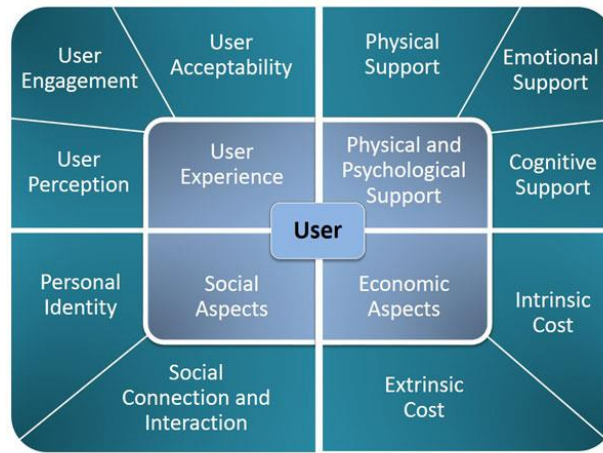 User
Engagement
User
Acceptability
Physical
Support
Emotional
Support
User
Perception
User
Experience
Physical and
Psychological
Support
Cognitive
Support
User
Personal
Identity
Social
Aspects
Economic
Aspects
Intrinsic
Cost
Social
Connection and
Interaction
Extrinsic
Cost